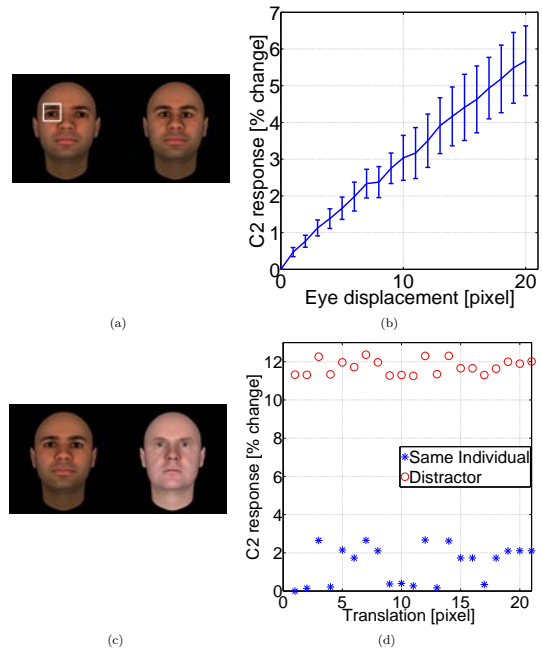 7
6
5
4
3
2
1
0
C2 response [% change]
0 10 20
Eye displacement [pixel]
(a)
(b)
12
10
8
6
4
2
0
C2 response [% change]
Same Individual
Distractor
0 5 10 15 20
Translation [pixel]
(c)
(d)